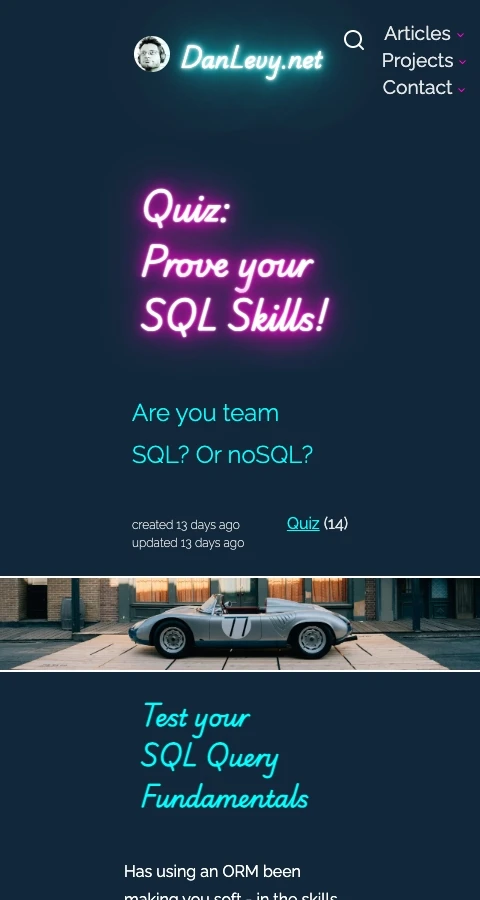 DanLevy.net
Articles
Projects
Contact
Quiz:
Prove your
SQL Skills!
Are you team
SQL? Or noSQL?
created 13 days ago
updated 13 days ago
Quiz (14)
77
Test your
SQL Query
Fundamentals
Has using an ORM been
making you soft - in the skills